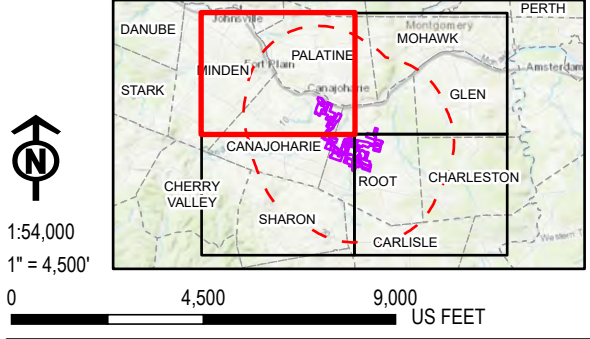 PERTH
DANUBE
Johnsville
Montgomery
MOHAWK
PALATINE
MINDEN
Fort Plain
Amsterdam
STARK
Canajoharie
GLEN
CANAJOHARIE
N
CHERRY
VALLEY
ROOT
CHARLESTON
SHARON
CARLISLE
1:54,000
1" = 4,500'
0 4,500 9,000
US FEET